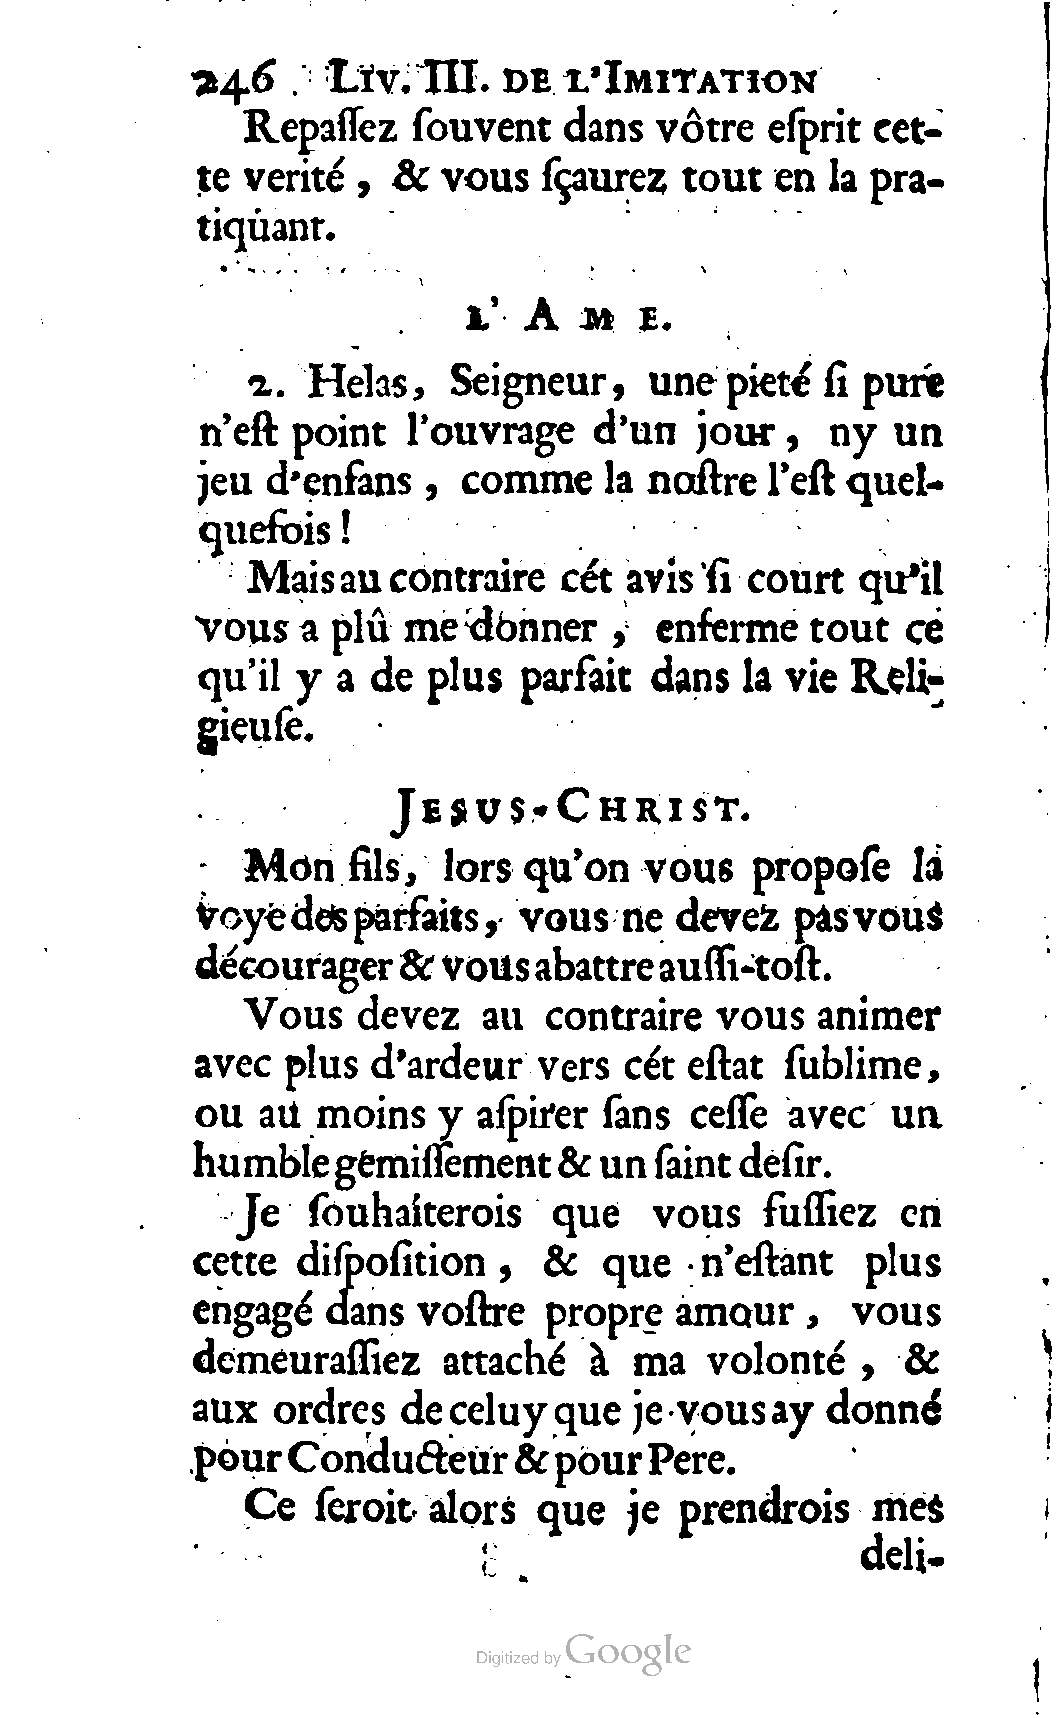 246 LIV. III. DE L'IMITATION
Repaſſez ſouvent dans vôtre eſprit cet-
te verité, & vous ſçaurez tout en la pra-
tiquant.
L' AME.
2. Helas, Seigneur, une pieté ſi pure
n'eſt point l'ouvrage d'un jour, ny un
jeu d'enfans, comme la noſtre l'eſt quel-
quefois!
Mais au contraire cét avis ſi court qu'il
vous a plû me donner, enferme tout ce
qu'il y a de plus parfait dans la vie Reli-
gieuſe.
JESUS-CHRIST.
Mon fils, lors qu'on vous propoſe la
voye des parfaits, vous ne devez pas vous
décourager & vous abattre auſſi-toſt.
Vous devez au contraire vous animer
avec plus d'ardeur vers cét eſtat ſublime,
ou au moins y aſpirer ſans ceſſe avec un
humble gemiſſement & un ſaint deſir.
Je ſouhaiterois que vous fuſſiez en
cette diſpoſition, & que n'eſtant plus
engagé dans voſtre propre amour, vous
demeuraſſiez attaché à ma volonté, &
aux ordres de celuy que je vous ay donné
pour Conducteur & pour Pere.
Ce ſeroit alors que je prendrois mes
deli-
Digitized by Google